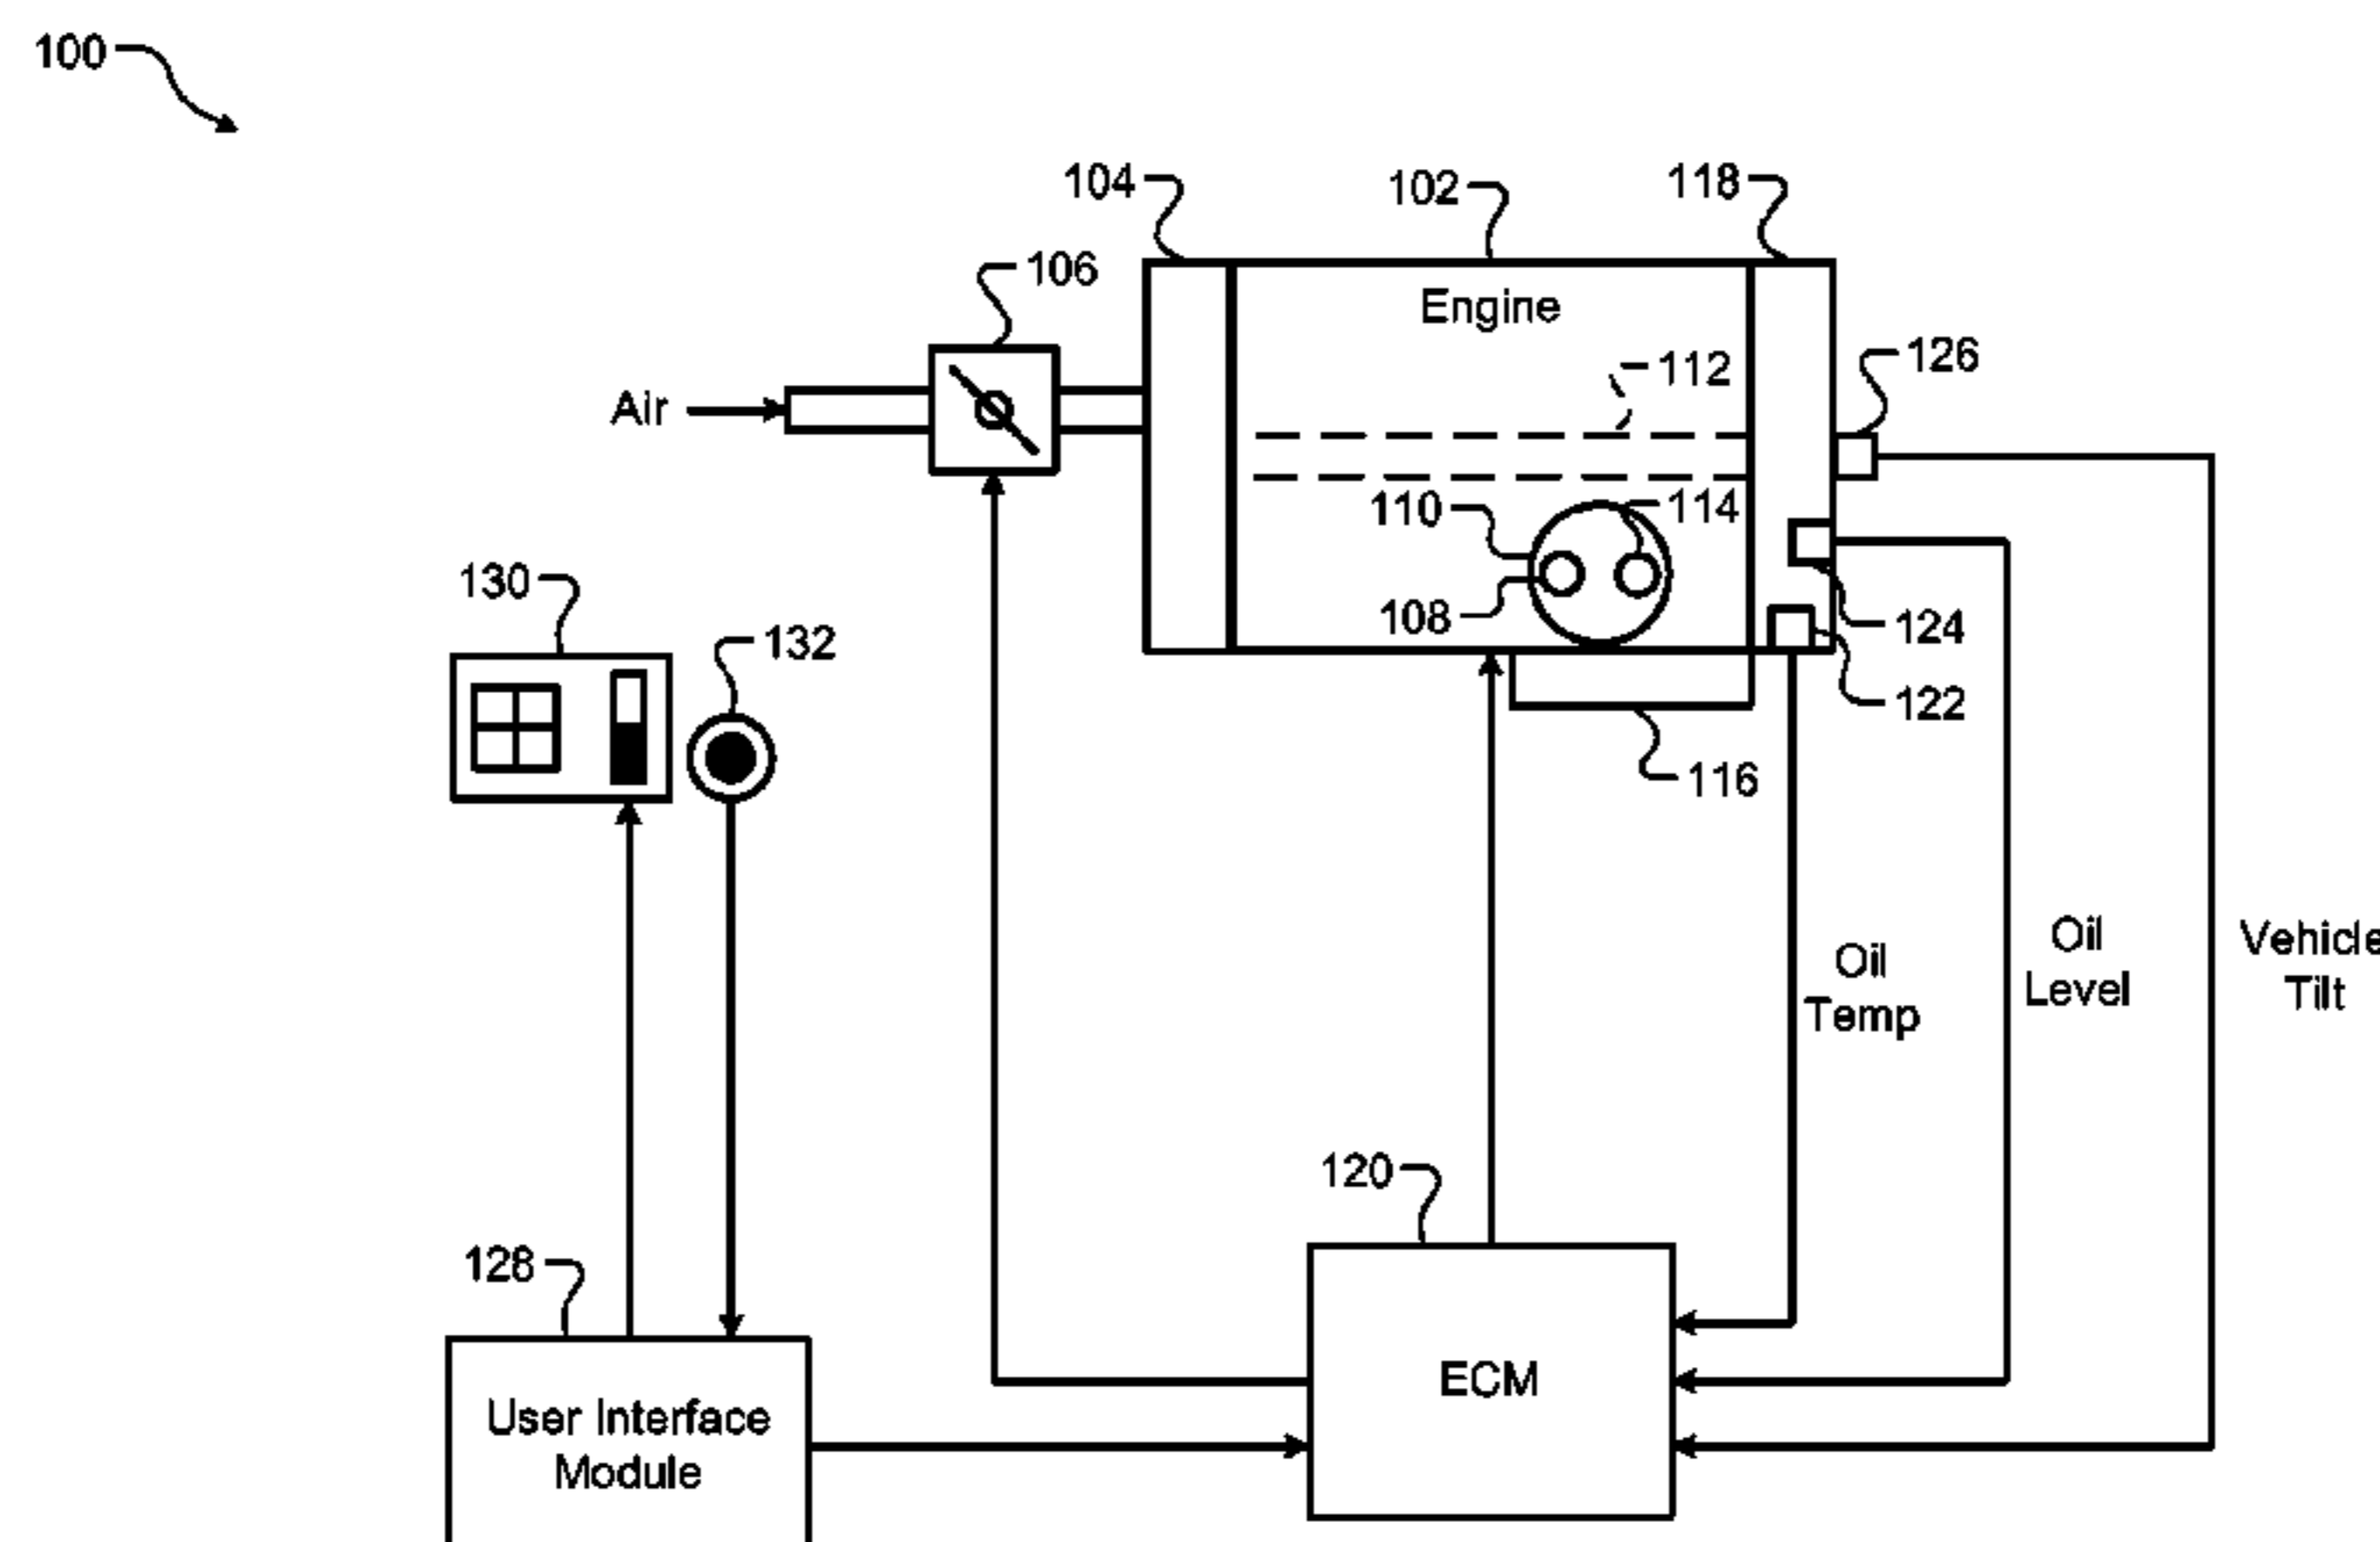 100
104
102
118
106
Engine
126
112
Air
110
114
130
108
124
132
122
116
Oil
Level
Vehicle
Tilt
Oil
Temp
120
128
ECM
User Interface
Module